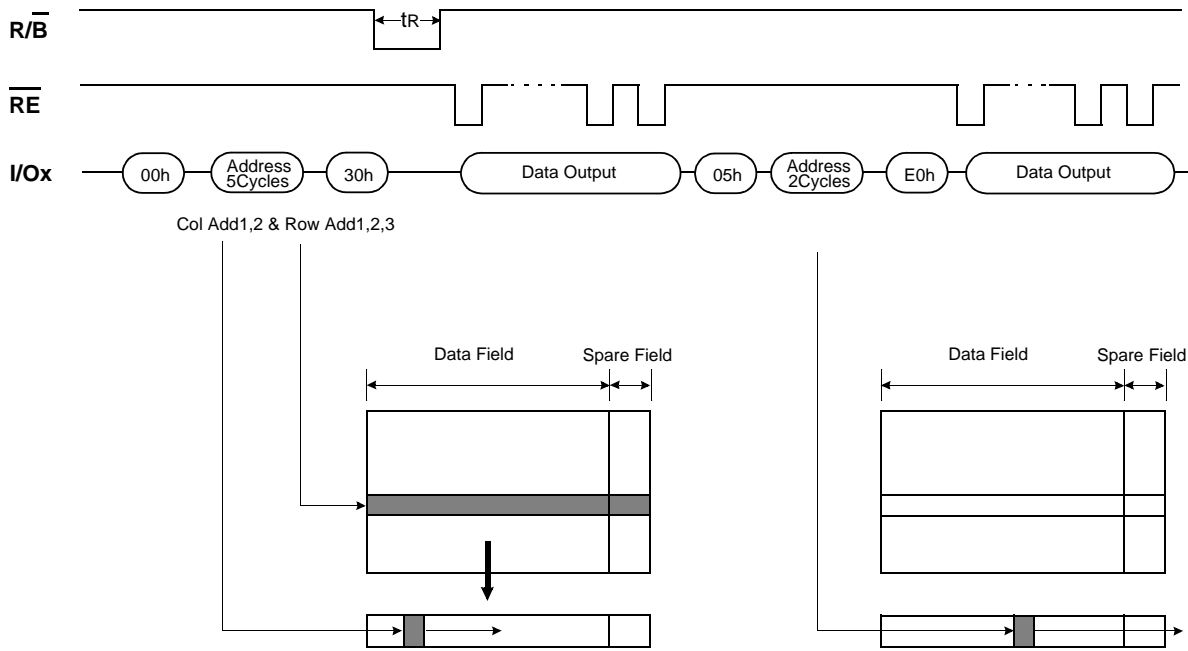 R/B̅
tR
R̅E̅
I/Ox
00h
Address
5Cycles
30h
Data Output
05h
Address
2Cycles
E0h
Data Output
Col Add1,2 & Row Add1,2,3
Data Field
Spare Field
Data Field
Spare Field